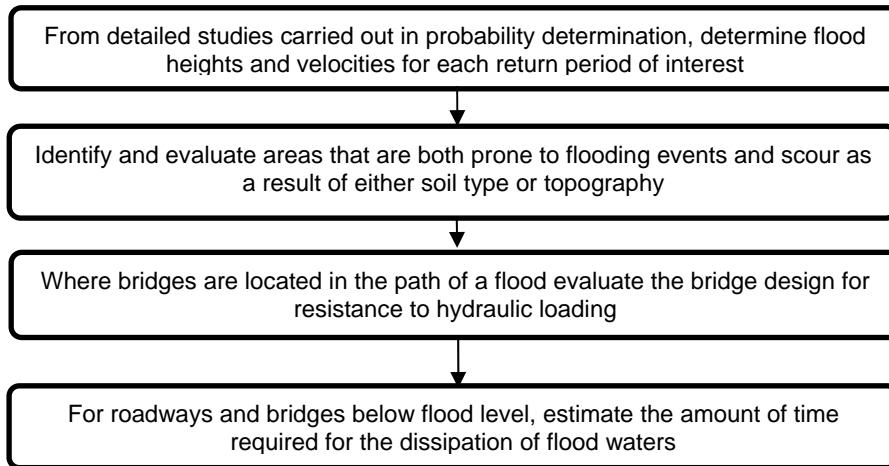 From detailed studies carried out in probability determination, determine flood
heights and velocities for each return period of interest
Identify and evaluate areas that are both prone to flooding events and scour as
a result of either soil type or topography
Where bridges are located in the path of a flood evaluate the bridge design for
resistance to hydraulic loading
For roadways and bridges below flood level, estimate the amount of time
required for the dissipation of flood waters